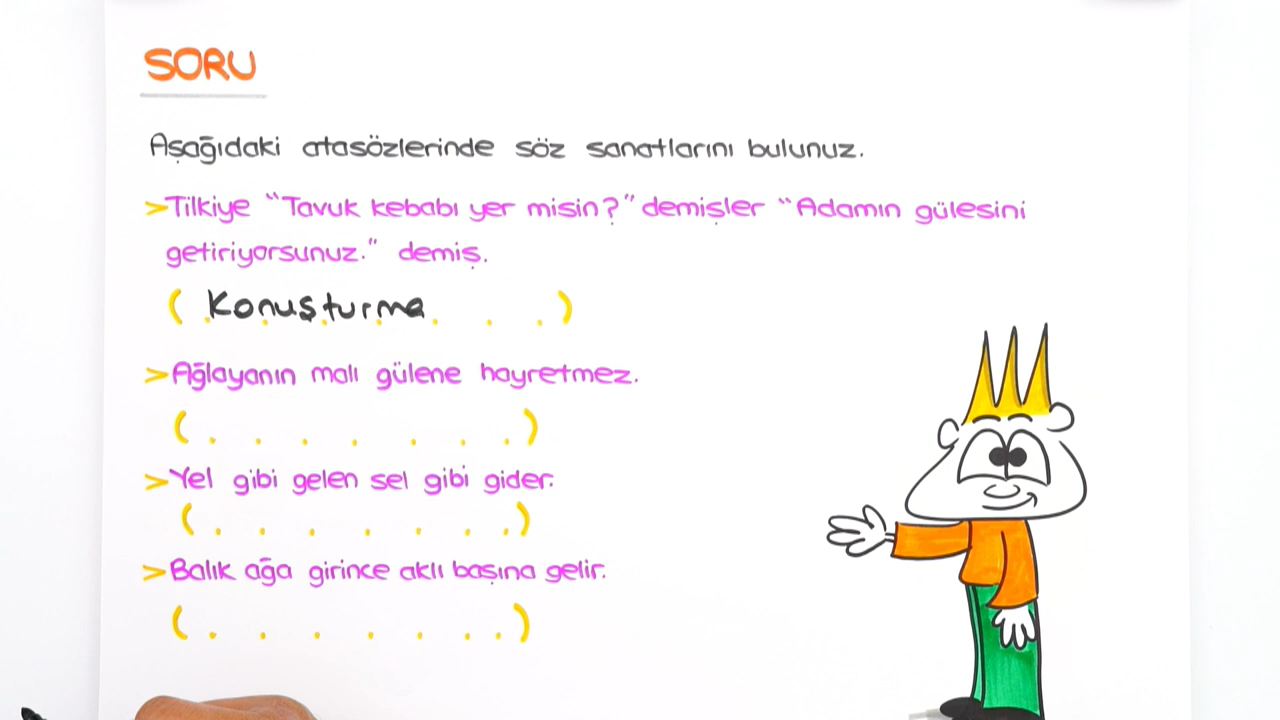 SORU
Aşağıdaki atasözlerinde söz sanatlarını bulunuz.
>Tilkiye "Tavuk kebabı yer misin?" demişler "Adamın gülesini
getiriyorsunuz." demiş.
( Konuşturma . . . )
>Ağlayanın malı gülene hayretmez.
( . . . . . . . )
>Yel gibi gelen sel gibi gider.
( . . . . . . . )
>Balık ağa girince aklı başına gelir.
( . . . . . . . )